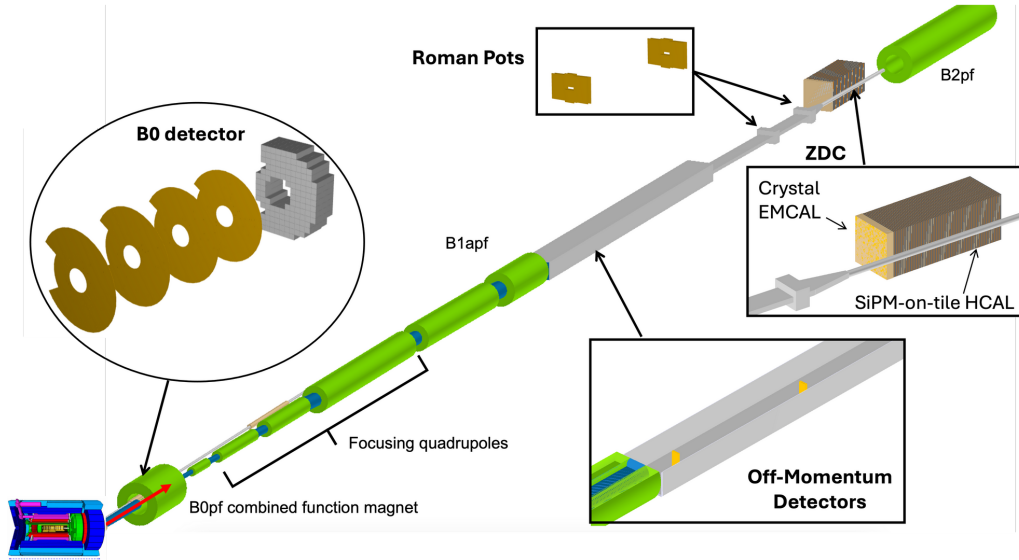 Roman Pots
B2pf
B0 detector
ZDC
Crystal
EMCAL
B1apf
SiPM-on-tile HCAL
Focusing quadrupoles
Off-Momentum
Detectors
B0pf combined function magnet